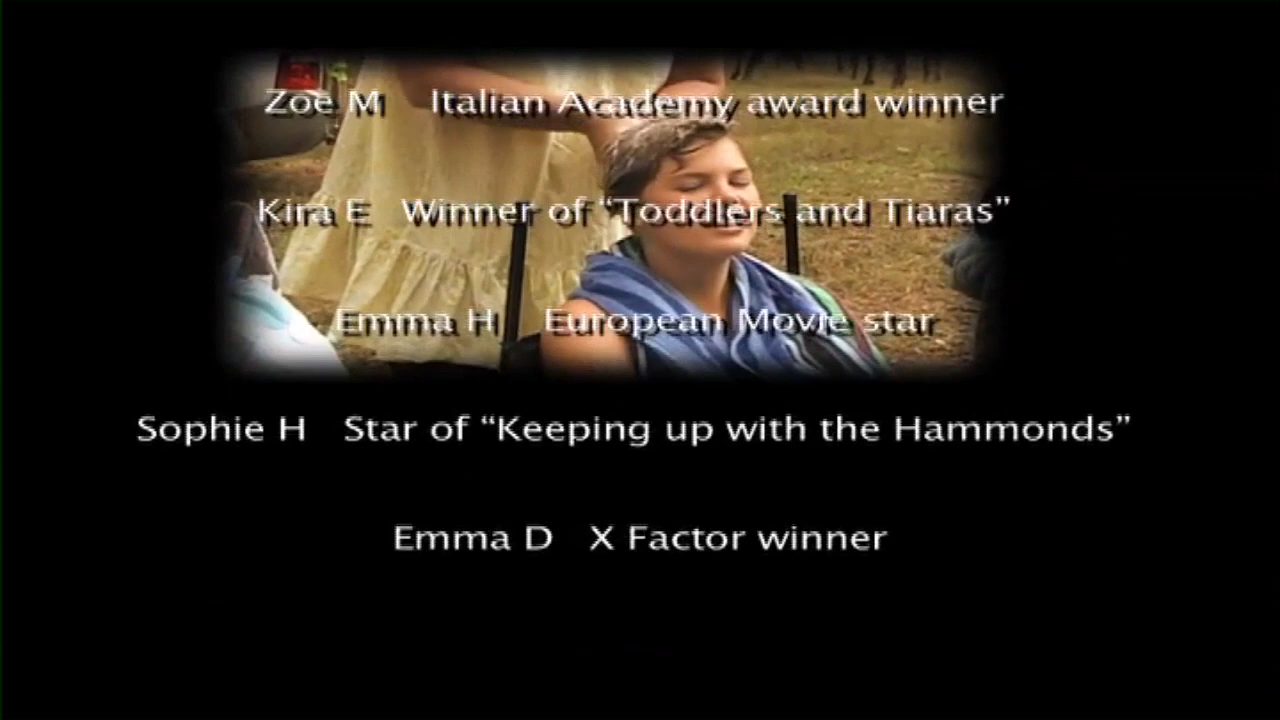 Zoe M Italian Academy award winner
Kira E Winner of “Toddlers and Tiaras”
Emma H European Movie star
Sophie H Star of “Keeping up with the Hammonds”
Emma D X Factor winner